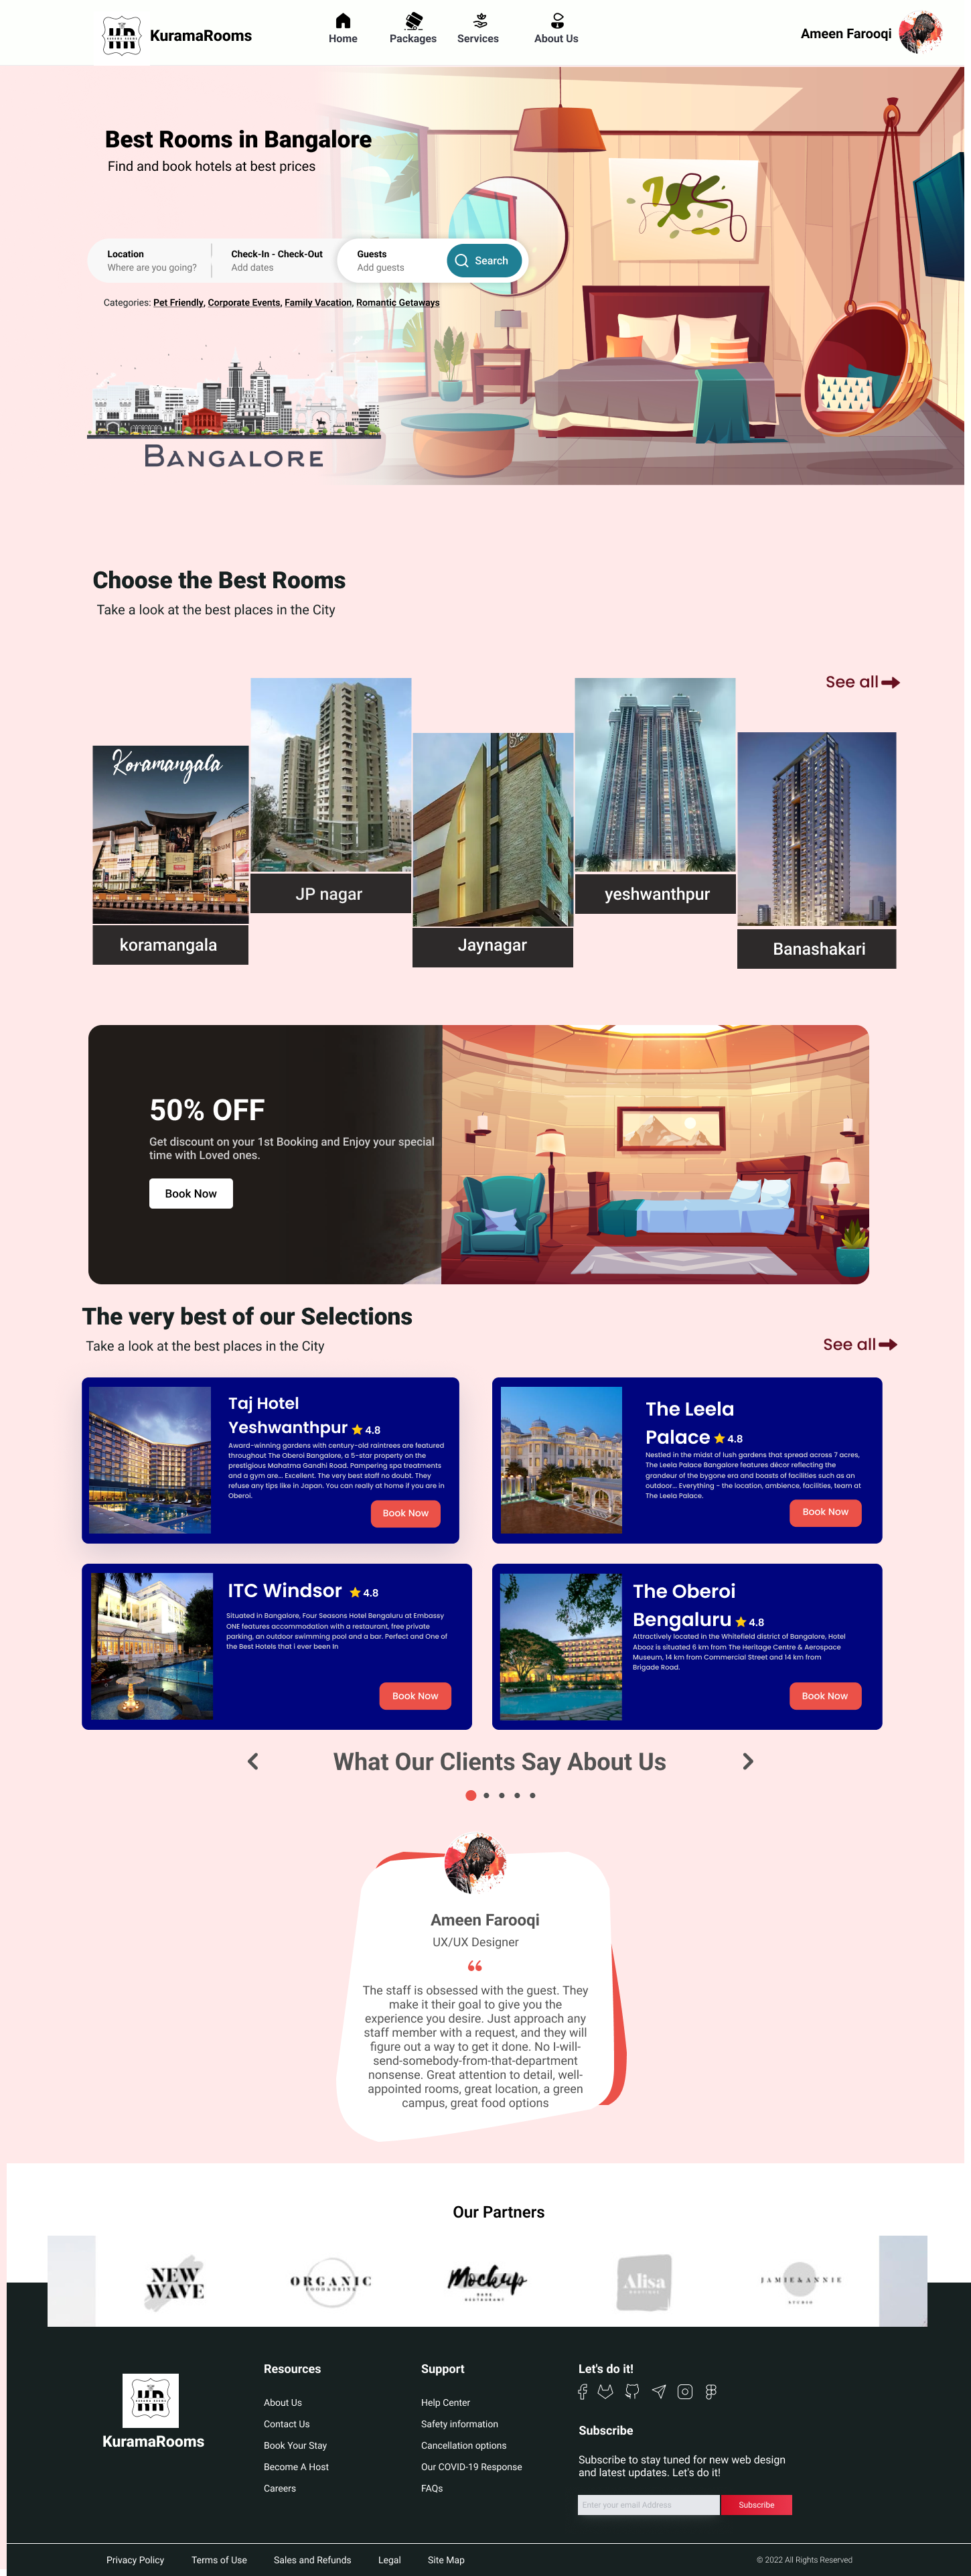 KuramaRooms
Home
Packages
Services
About Us
Ameen Farooqi
Best Rooms in Bangalore
Find and book hotels at best prices
Location
Where are you going?
Check-In - Check-Out
Add dates
Guests
Add guests
Search
Categories: Pet Friendly, Corporate Events, Family Vacation, Romantic Getaways
BANGALORE
Choose the Best Rooms
Take a look at the best places in the City
See all
Koramangala
koramangala
JP nagar
Jaynagar
yeshwanthpur
Banashakari
50% OFF
Get discount on your 1st Booking and Enjoy your special
time with Loved ones.
Book Now
The very best of our Selections
Take a look at the best places in the City
See all
Taj Hotel
Yeshwanthpur 4.8
Award-winning gardens with century-old raintrees are featured
throughout The Oberoi Bangalore, a 5-star property on the
prestigious Mahatma Gandhi Road. Pampering spa treatments
and a gym are... Excellent. The very best staff no doubt. They
refuse any tips like in Japan. You can really at home if you are in
Oberoi.
Book Now
The Leela
Palace 4.8
Nestled in the midst of lush gardens that spread across 7 acres,
The Leela Palace Bangalore features décor reflecting the
grandeur of the bygone era and boasts of facilities such as an
outdoor... Everything - the location, ambience, facilities, team at
The Leela Palace.
Book Now
ITC Windsor 4.8
Situated in Bangalore, Four Seasons Hotel Bengaluru at Embassy
ONE features accommodation with a restaurant, free private
parking, an outdoor swimming pool and a bar. Perfect and One of
the Best Hotels that i ever been In
Book Now
The Oberoi
Bengaluru 4.8
Attractively located in the Whitefield district of Bangalore, Hotel
Abooz is situated 6 km from The Heritage Centre & Aerospace
Museum, 14 km from Commercial Street and 14 km from
Brigade Road.
Book Now
What Our Clients Say About Us
Ameen Farooqi
UX/UX Designer
“
The staff is obsessed with the guest. They
make it their goal to give you the
experience you desire. Just approach any
staff member with a request, and they will
figure out a way to get it done. No I-will-
send-somebody-from-that-department
nonsense. Great attention to detail, well-
appointed rooms, great location, a green
campus, great food options
Our Partners
NEW
WAVE
ORGANIC
FOOD&DRINK
Mockup
RESTAURANT
Alisa
JAMIE&ANNIE
STUDIO
KR
KuramaRooms
Resources
About Us
Contact Us
Book Your Stay
Become A Host
Careers
Support
Help Center
Safety information
Cancellation options
Our COVID-19 Response
FAQs
Let's do it!
Subscribe
Subscribe to stay tuned for new web design
and latest updates. Let's do it!
Enter your email Address
Subscribe
Privacy Policy
Terms of Use
Sales and Refunds
Legal
Site Map
© 2022 All Rights Reserved